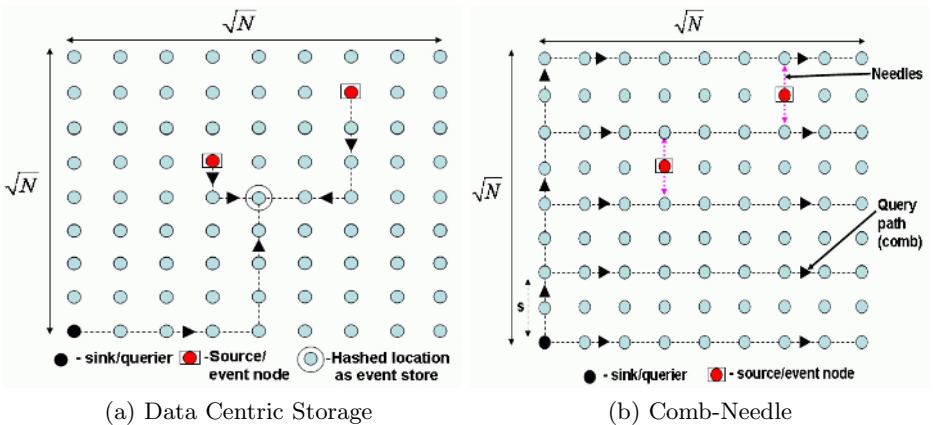 √N
√N
- sink/querier
-Source/
event node
-Hashed location
as event store
(a) Data Centric Storage
√N
√N
Needles
Query
path
(comb)
s
- sink/querier
- source/event node
(b) Comb-Needle